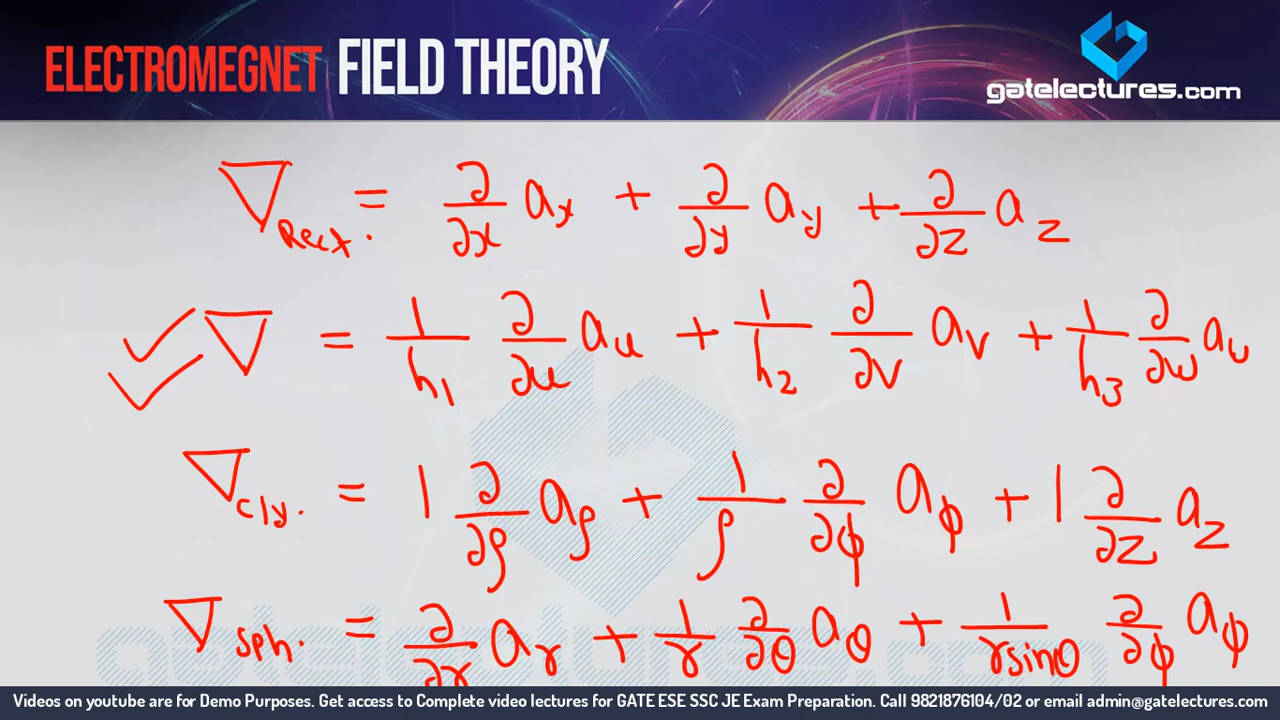 ELECTROMEGNET FIELD THEORY
gatelectures.com
∇Rect. = ∂/∂x ax + ∂/∂y ay + ∂/∂z az
∇ = 1/h1 ∂/∂u au + 1/h2 ∂/∂v av + 1/h3 ∂/∂w aw
∇Cly. = 1 ∂/∂ρ aρ + 1/ρ ∂/∂ϕ aϕ + 1 ∂/∂z az
∇sph. = ∂/∂r ar + 1/r ∂/∂θ aθ + 1/rsinθ ∂/∂ϕ aϕ
gatelectures.com
Videos on youtube are for Demo Purposes. Get access to Complete video lectures for GATE ESE SSC JE Exam Preparation. Call 9821876104/02 or email admin@gatelectures.com